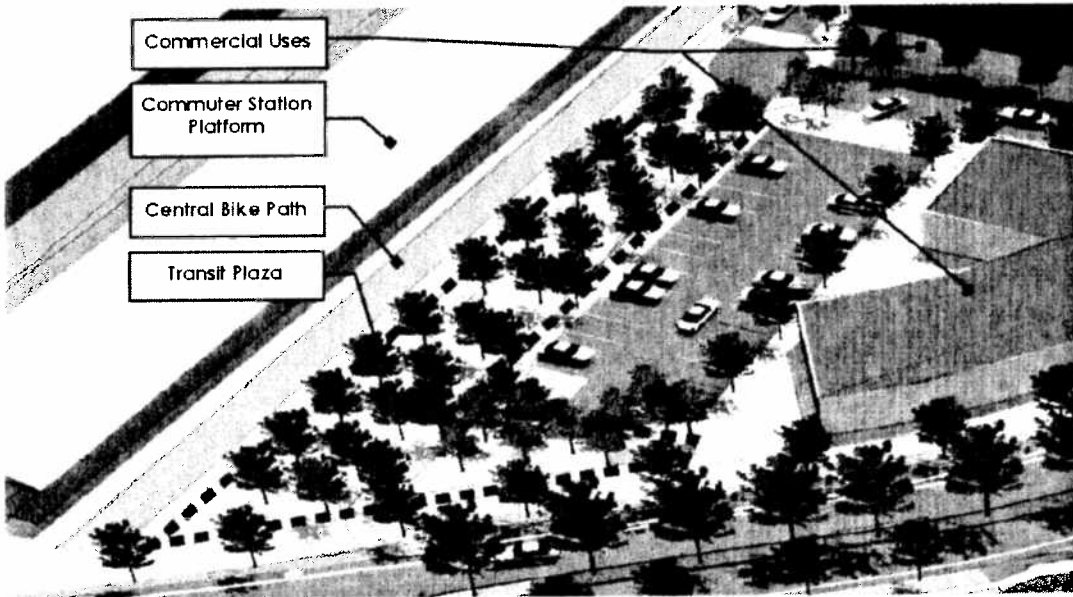 Commercial Uses
Commuter Station
Platform
Central Bike Path
Transit Plaza